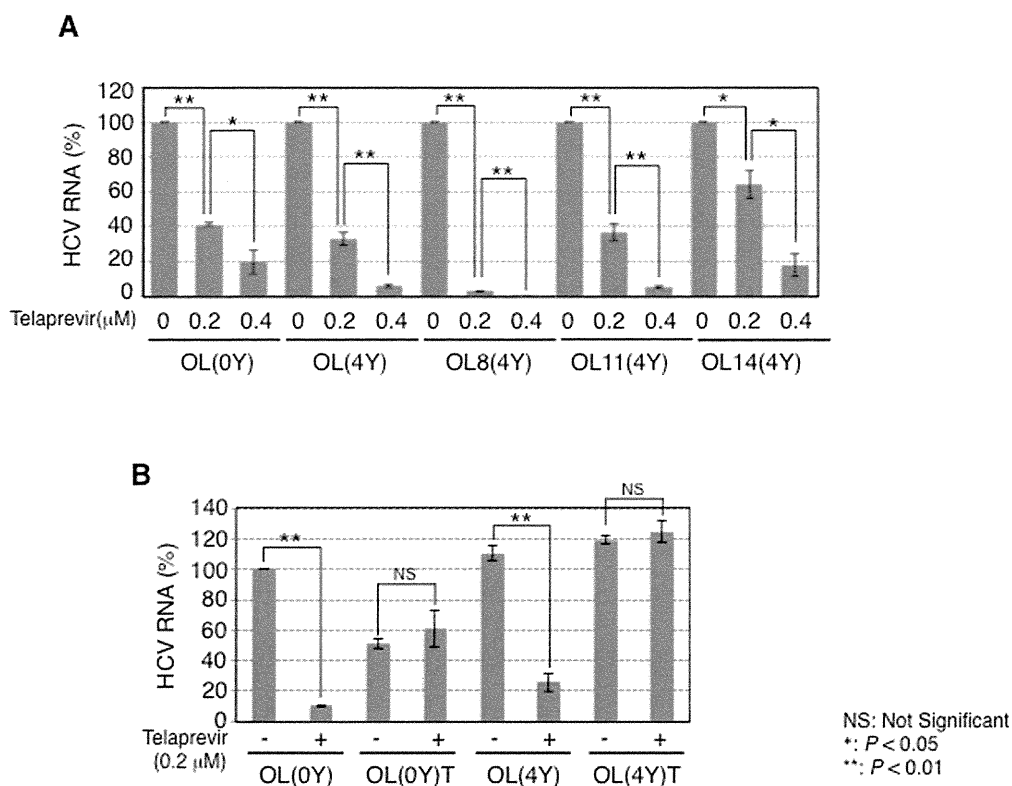 A
120
100
80
60
40
20
0
HCV RNA (%)
** * ** ** ** ** ** ** * *
Telaprevir(μM) 0 0.2 0.4 0 0.2 0.4 0 0.2 0.4 0 0.2 0.4 0 0.2 0.4
OL(0Y) OL(4Y) OL8(4Y) OL11(4Y) OL14(4Y)
B
140
120
100
80
60
40
20
0
HCV RNA (%)
** NS ** NS
Telaprevir - + - + - + - +
(0.2 μM)
OL(0Y) OL(0Y)T OL(4Y) OL(4Y)T
NS: Not Significant
*: P < 0.05
**: P < 0.01